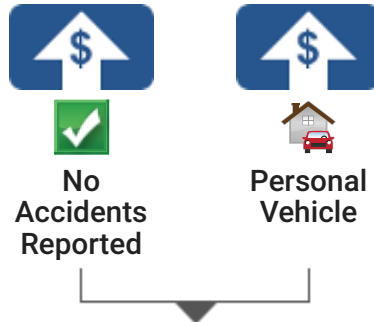 $
$
No
Accidents
Reported
Personal
Vehicle